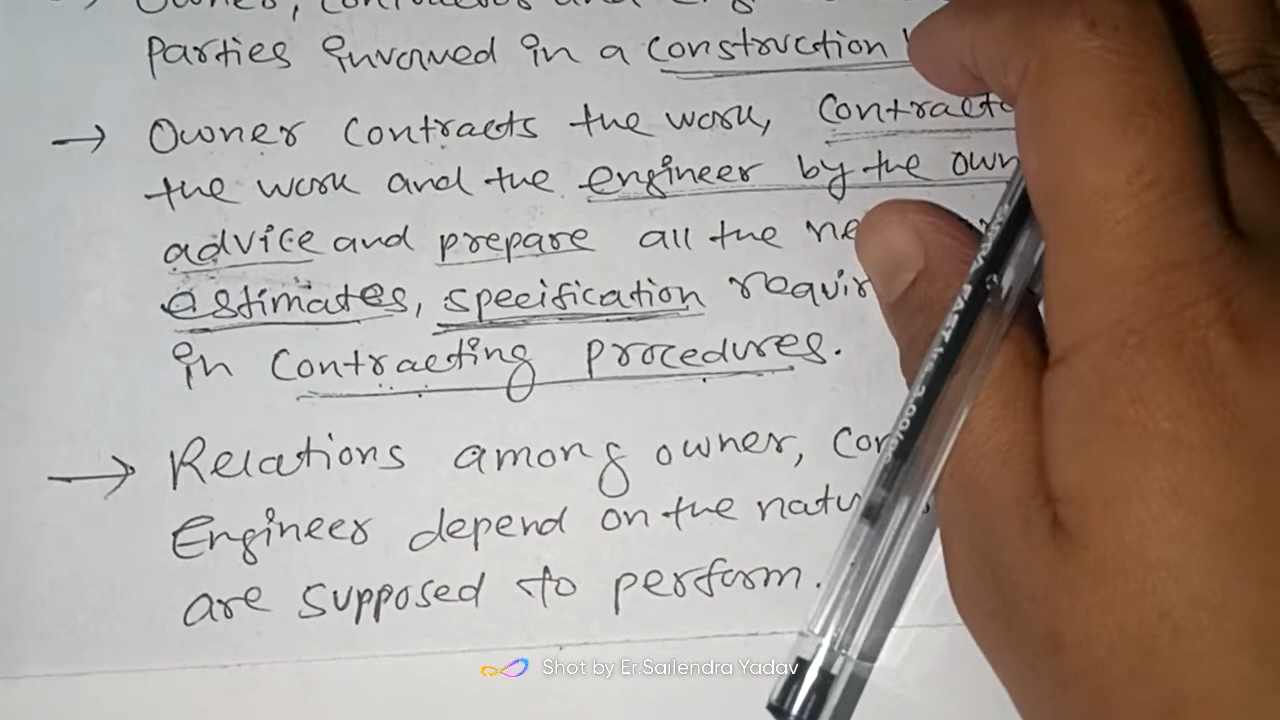 Parties involved in a construction
→ Owner contracts the work, contracto
the work and the engineer by the own
advice and prepare all the ne
estimates, specification requir
in contracting procedures.
→ Relations among owner, con
Engineer depend on the natu
are supposed to perform.
Shot by Er.Sailendra Yadav